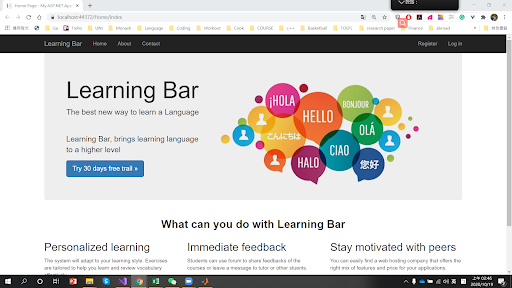 Home Page - My ASP.NET App
localhost:44372/Home/Index
Learning Bar
Home
About
Contact
Register
Log in
Learning Bar
The best new way to learn a Language
Learning Bar, brings learning language
to a higher level
Try 30 days free trail »
¡HOLA
HELLO
BONJOUR
こんにちは
OLÁ
CIAO
HALO
您好
What can you do with Learning Bar
Personalized learning
The system will adapt to your learning style. Exercises
are tailored to help you learn and review vocabulary
Immediate feedback
Students can use forum to share feedbacks of the
courses or leave a message to tutor or other stuents.
Stay motivated with peers
You can easily find a web hosting company that offers the
right mix of features and price for your applications.
上午 02:46
2020/10/19